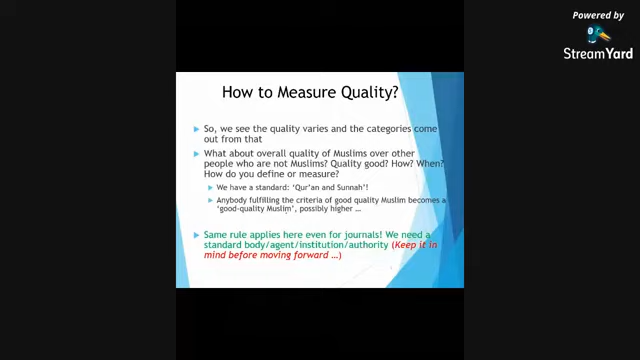 Powered by
StreamYard
How to Measure Quality?
So, we see the quality varies and the categories come
out from that
What about overall quality of Muslims over other
people who are not Muslims? Quality good? How? When?
How do you define or measure?
We have a standard: ‘Qur’an and Sunnah’!
Anybody fulfilling the criteria of good quality Muslim becomes a
‘good-quality Muslim’, possibly higher …
Same rule applies here even for journals! We need a
standard body/agent/institution/authority (Keep it in
mind before moving forward …)